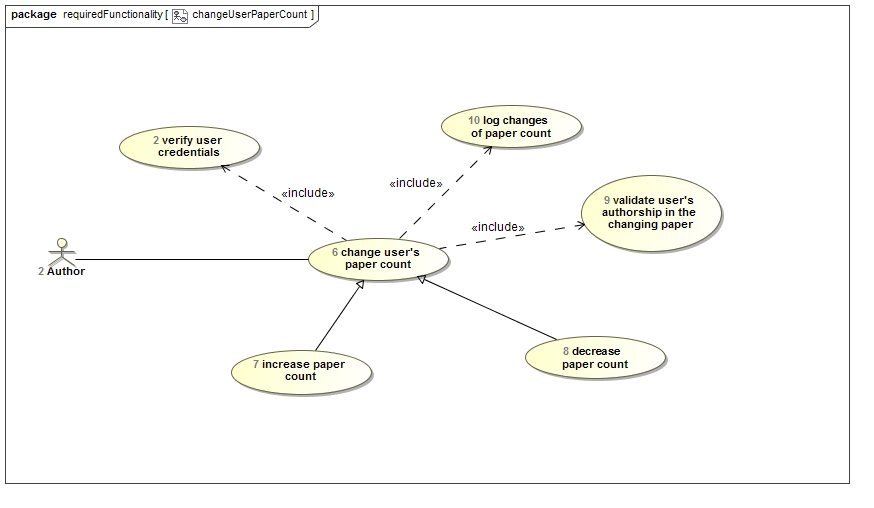 package requiredFunctionality [ changeUserPaperCount ]
10 log changes
of paper count
2 verify user
credentials
«include»
«include»
9 validate user's
authorship in the
changing paper
«include»
6 change user's
paper count
2 Author
8 decrease
paper count
7 increase paper
count